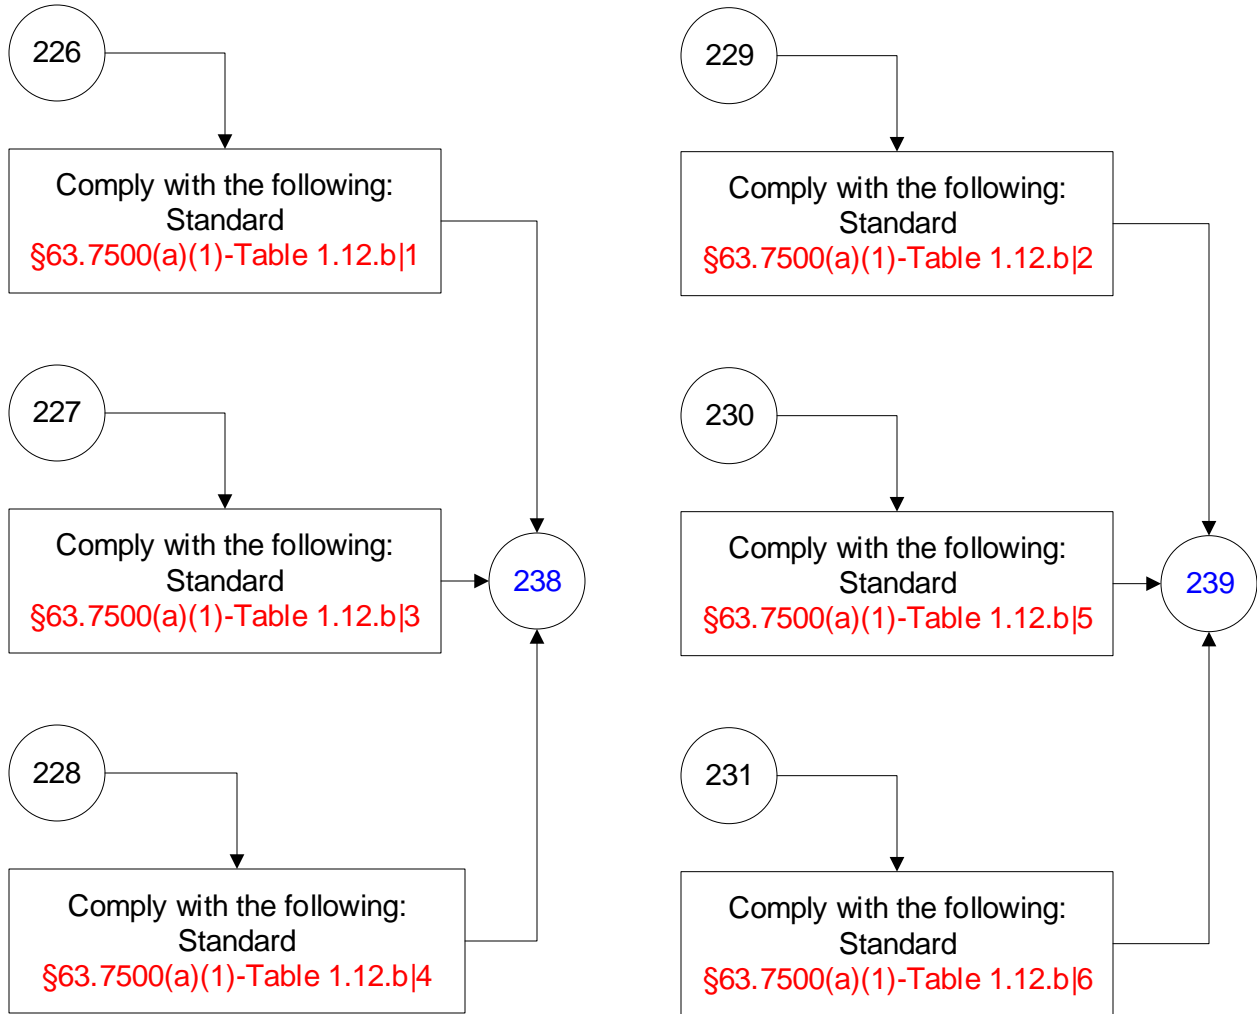 226
Comply with the following:
Standard
§63.7500(a)(1)-Table 1.12.b|1
227
Comply with the following:
Standard
§63.7500(a)(1)-Table 1.12.b|3
238
228
Comply with the following:
Standard
§63.7500(a)(1)-Table 1.12.b|4
229
Comply with the following:
Standard
§63.7500(a)(1)-Table 1.12.b|2
230
Comply with the following:
Standard
§63.7500(a)(1)-Table 1.12.b|5
239
231
Comply with the following:
Standard
§63.7500(a)(1)-Table 1.12.b|6